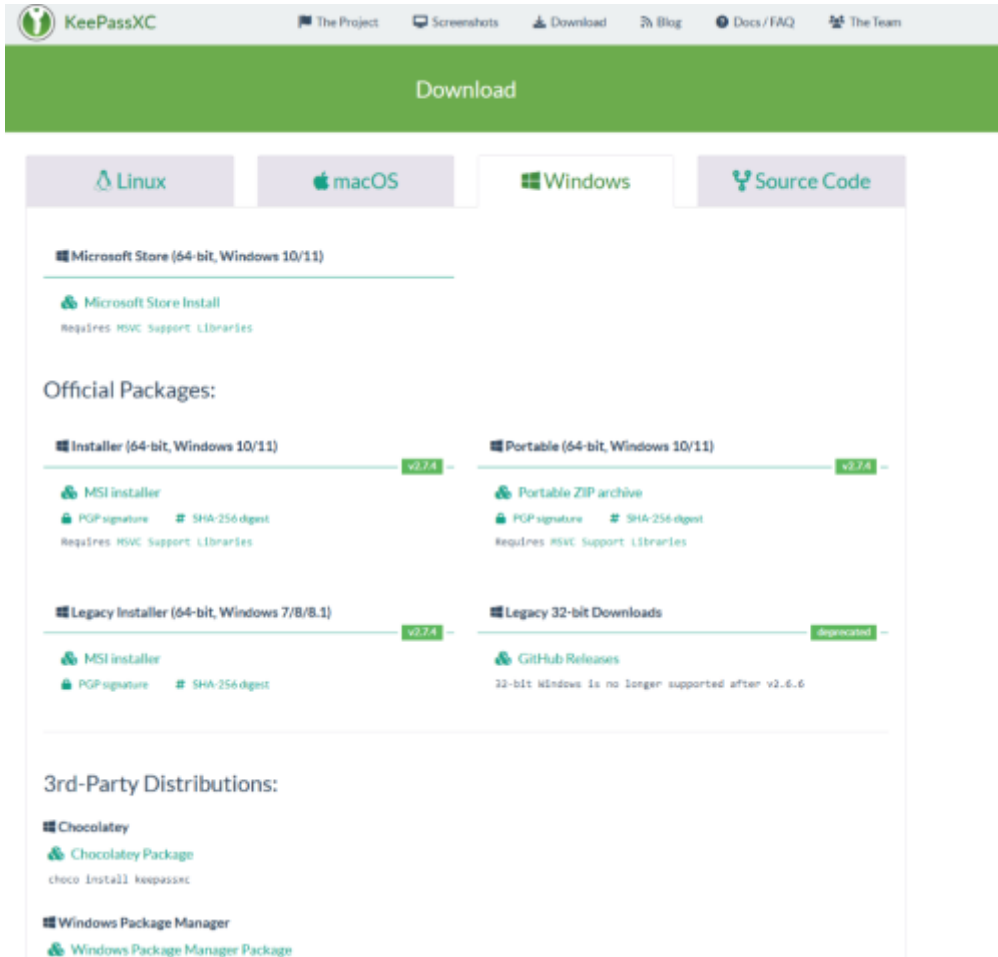 KeePassXC The Project Screenshots Download Blog Docs / FAQ The Team
Download
Linux macOS Windows Source Code
Microsoft Store (64-bit, Windows 10/11)
Microsoft Store Install
Requires MSVC Support Libraries
Official Packages:
Installer (64-bit, Windows 10/11)
v2.7.4
MSI installer
PGP signature # SHA-256 digest
Requires MSVC Support Libraries
Portable (64-bit, Windows 10/11)
v2.7.4
Portable ZIP archive
PGP signature # SHA-256 digest
Requires MSVC Support Libraries
Legacy Installer (64-bit, Windows 7/8/8.1)
v2.7.4
MSI installer
PGP signature # SHA-256 digest
Legacy 32-bit Downloads
deprecated
GitHub Releases
32-bit Windows is no longer supported after v2.6.6
3rd-Party Distributions:
Chocolatey
Chocolatey Package
choco install keepassxc
Windows Package Manager
Windows Package Manager Package